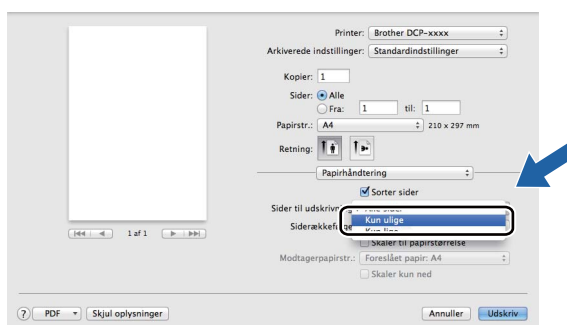 Printer: Brother DCP-xxxx
Arkiverede indstillinger: Standardindstillinger
Kopier: 1
Sider: Alle
Fra: 1 til: 1
Papirstr.: A4 210 x 297 mm
Retning:
Papirhåndtering
Sorter sider
Sider til udskrivning
Kun ulige
Siderækkefølge
1 af 1
Skaler til papirstørrelse
Modtagerpapirstr.: Foreslået papir: A4
Skaler kun ned
? PDF Skjul oplysninger Annuller Udskriv